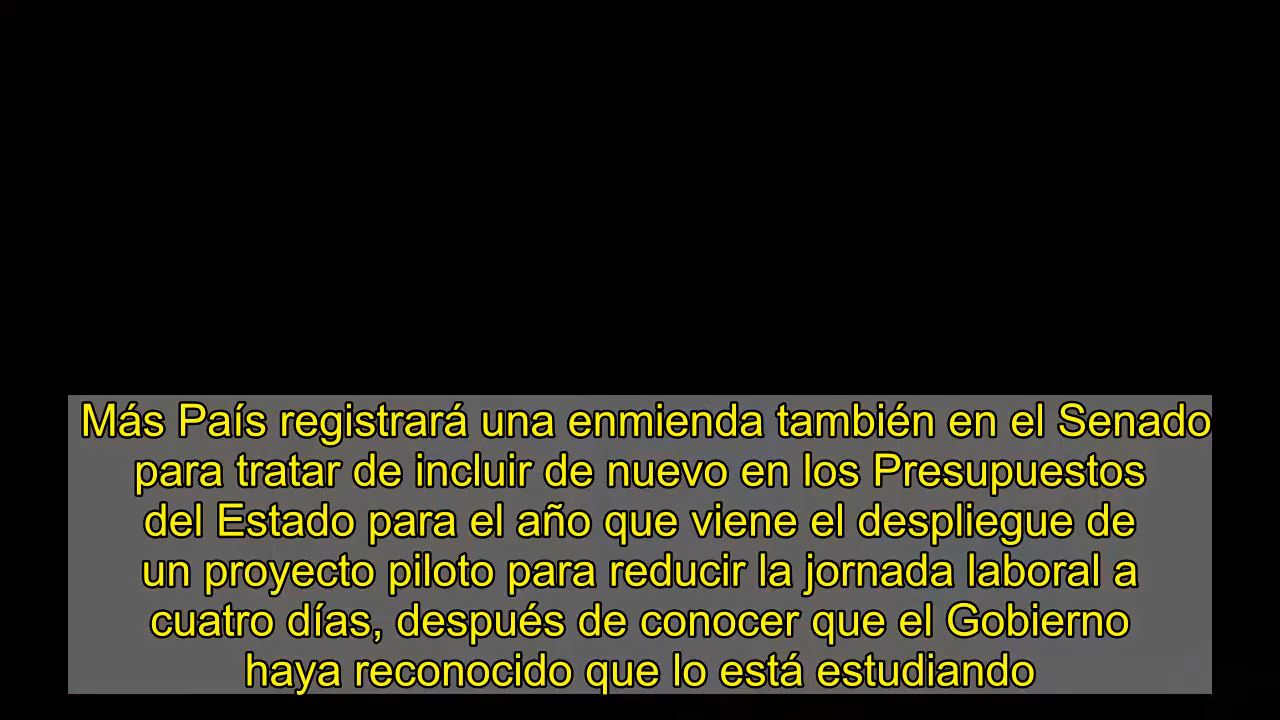 Más País registrará una enmienda también en el Senado
para tratar de incluir de nuevo en los Presupuestos
del Estado para el año que viene el despliegue de
un proyecto piloto para reducir la jornada laboral a
cuatro días, después de conocer que el Gobierno
haya reconocido que lo está estudiando